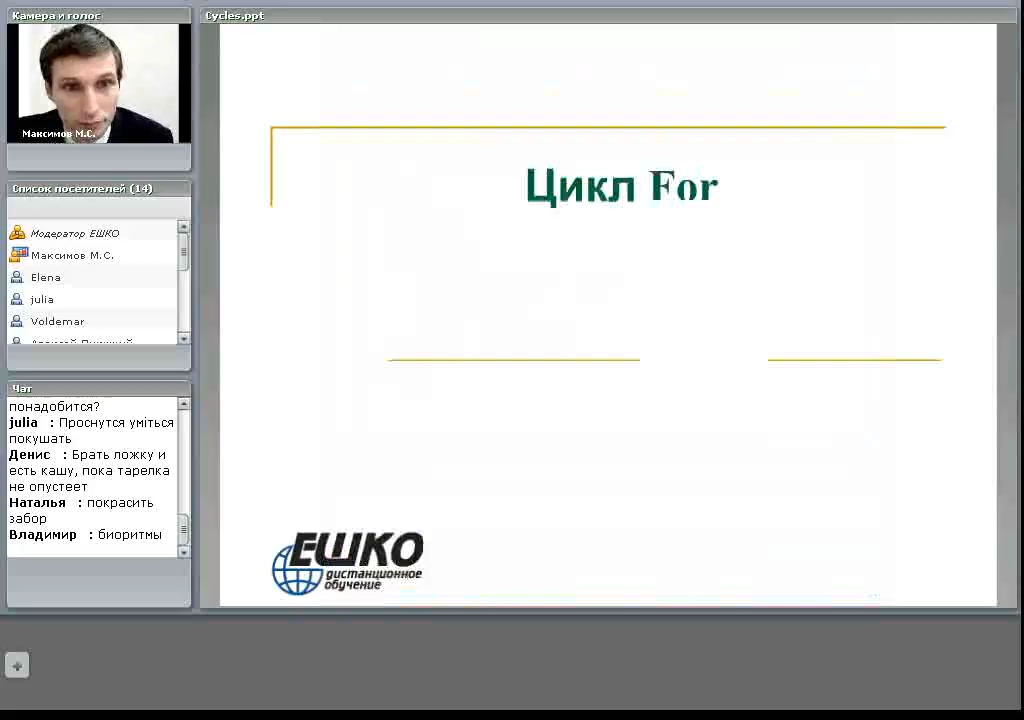 Камера и голос
Максимов М.С.
Список посетителей (14)
Модератор ЕШКО
Максимов М.С.
Elena
julia
Voldemar
Чат
понадобится?
julia : Проснутся уміться
покушать
Денис : Брать ложку и
есть кашу, пока тарелка
не опустеет
Наталья : покрасить
забор
Владимир : биоритмы
Cycles.ppt
Цикл For
ЕШКО
дистанционное
обучение